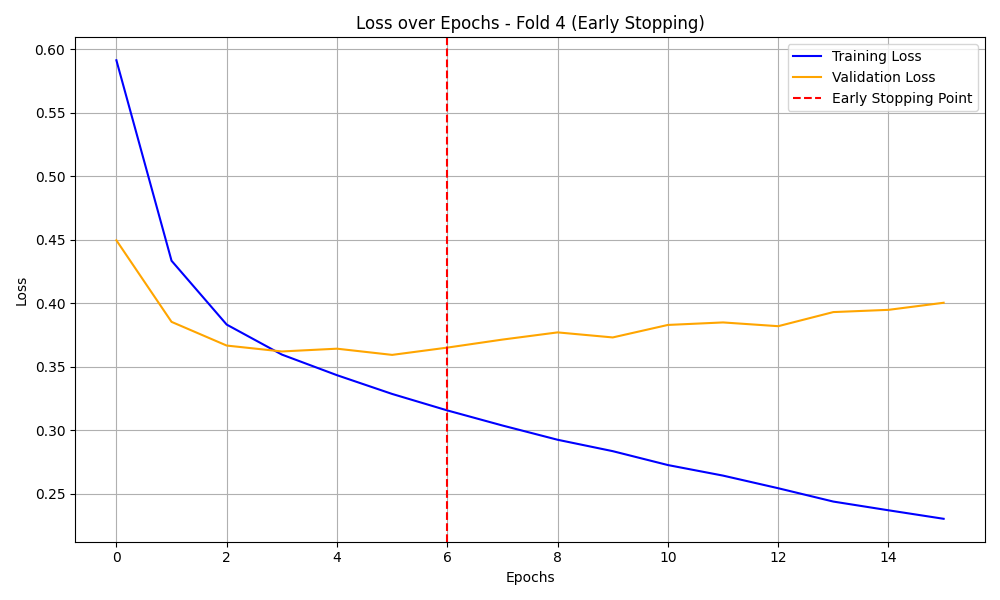 Loss over Epochs - Fold 4 (Early Stopping)
Training Loss
Validation Loss
Early Stopping Point
Loss
0.60
0.55
0.50
0.45
0.40
0.35
0.30
0.25
0 2 4 6 8 10 12 14
Epochs